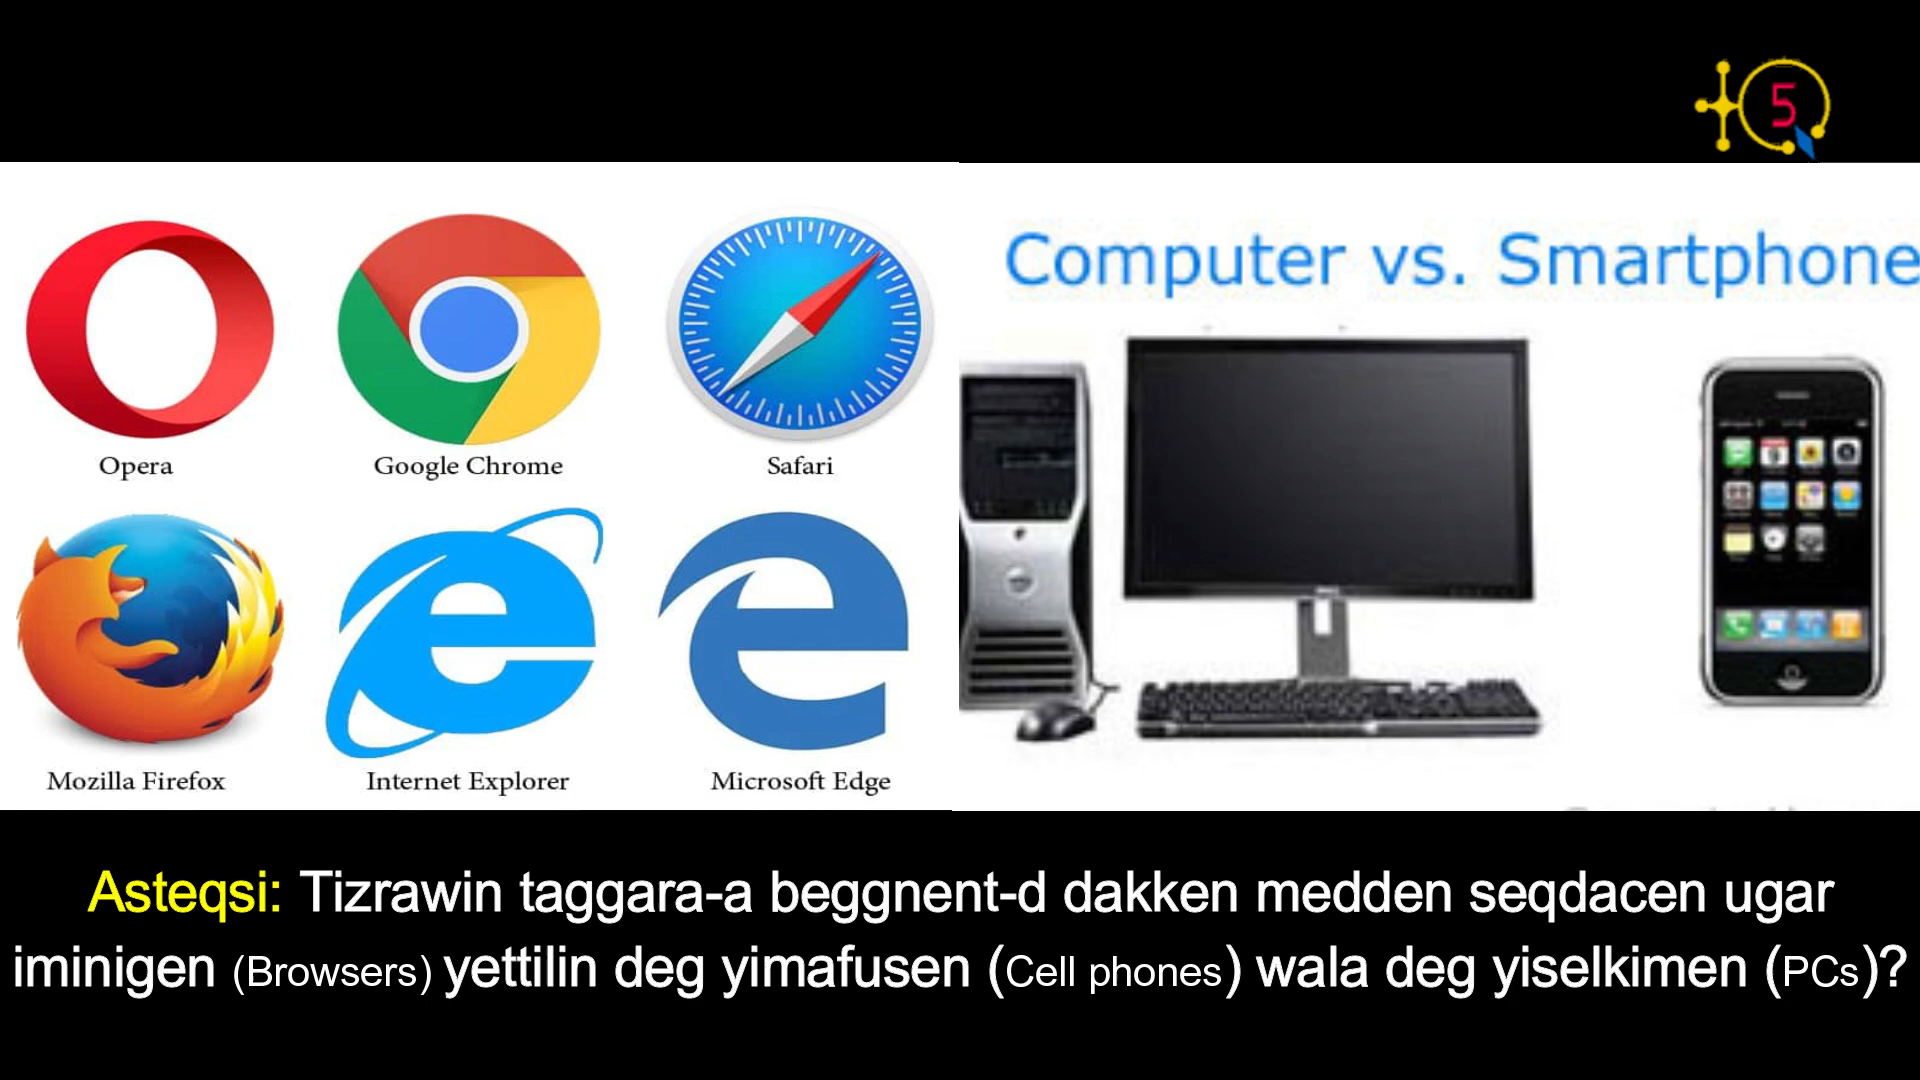 5
Computer vs. Smartphone
Opera
Google Chrome
Safari
Mozilla Firefox
Internet Explorer
Microsoft Edge
Asteqsi: Tizrawin taggara-a beggnent-d dakken medden seqdacen ugar
iminigen (Browsers) yettilin deg yimafusen (Cell phones) wala deg yiselkimen (PCs)?